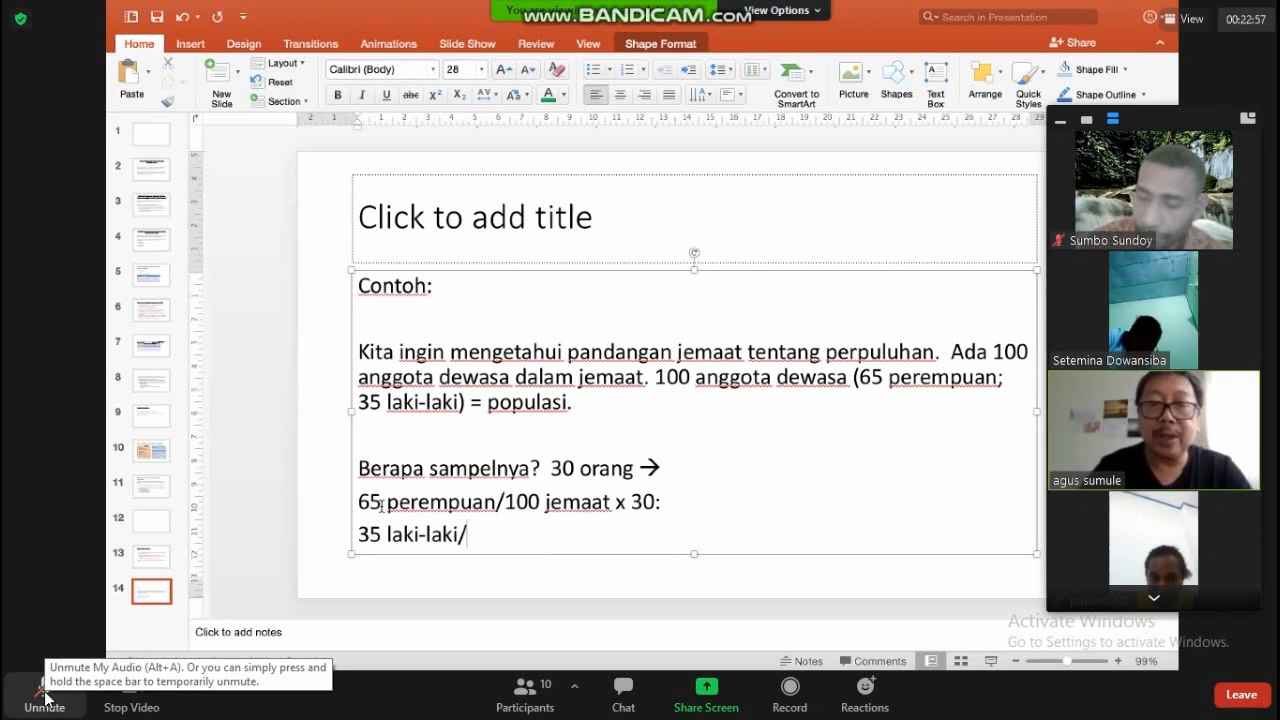 You are viewing
WWW.BANDICAM.COM
View Options
Search in Presentation
View
00:22:57
Home Insert Design Transitions Animations Slide Show Review View Shape Format
Share
Paste
New Slide
Layout
Reset
Section
Calibri (Body) 28
Convert to SmartArt
Picture Shapes Text Box
Arrange Quick Styles
Shape Fill
Shape Outline
Click to add title
Contoh:
Kita ingin mengetahui pandangan jemaat tentang perpuluhan. Ada 100
anggota dewasa dalam jemaat. 100 anggota dewasa (65 perempuan;
35 laki-laki) = populasi.
Berapa sampelnya? 30 orang →
65 perempuan/100 jemaat x 30:
35 laki-laki/
Sumbo Sundoy
Setemina Dowansiba
agus sumule
Click to add notes
Activate Windows
Go to Settings to activate Windows.
Notes Comments 99%
Unmute My Audio (Alt+A). Or you can simply press and
hold the space bar to temporarily unmute.
Unmute Stop Video Participants 10 Chat Share Screen Record Reactions Leave